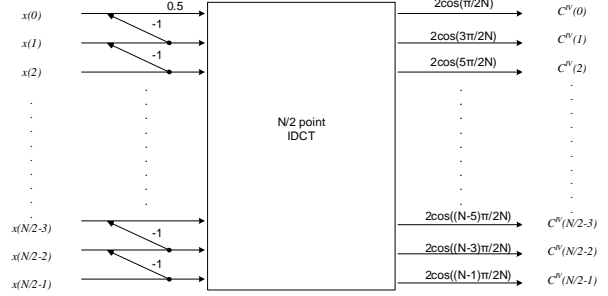 x(0) 0.5 2cos(π/2N) C^IV(0)
-1
x(1) 2cos(3π/2N) C^IV(1)
-1
x(2) 2cos(5π/2N) C^IV(2)
N/2 point
IDCT
x(N/2-3) 2cos((N-5)π/2N) C^IV(N/2-3)
-1
x(N/2-2) 2cos((N-3)π/2N) C^IV(N/2-2)
-1
x(N/2-1) 2cos((N-1)π/2N) C^IV(N/2-1)